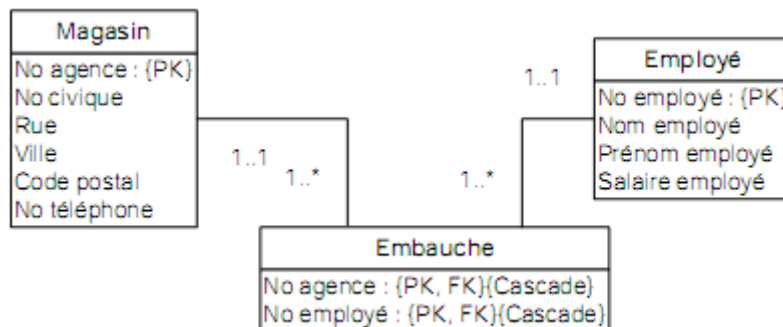 Magasin
No agence : {PK}
No civique
Rue
Ville
Code postal
No téléphone
1..1
1..*
1..1
1..*
Employé
No employé : {PK}
Nom employé
Prénom employé
Salaire employé
Embauche
No agence : {PK, FK}{Cascade}
No employé : {PK, FK}{Cascade}